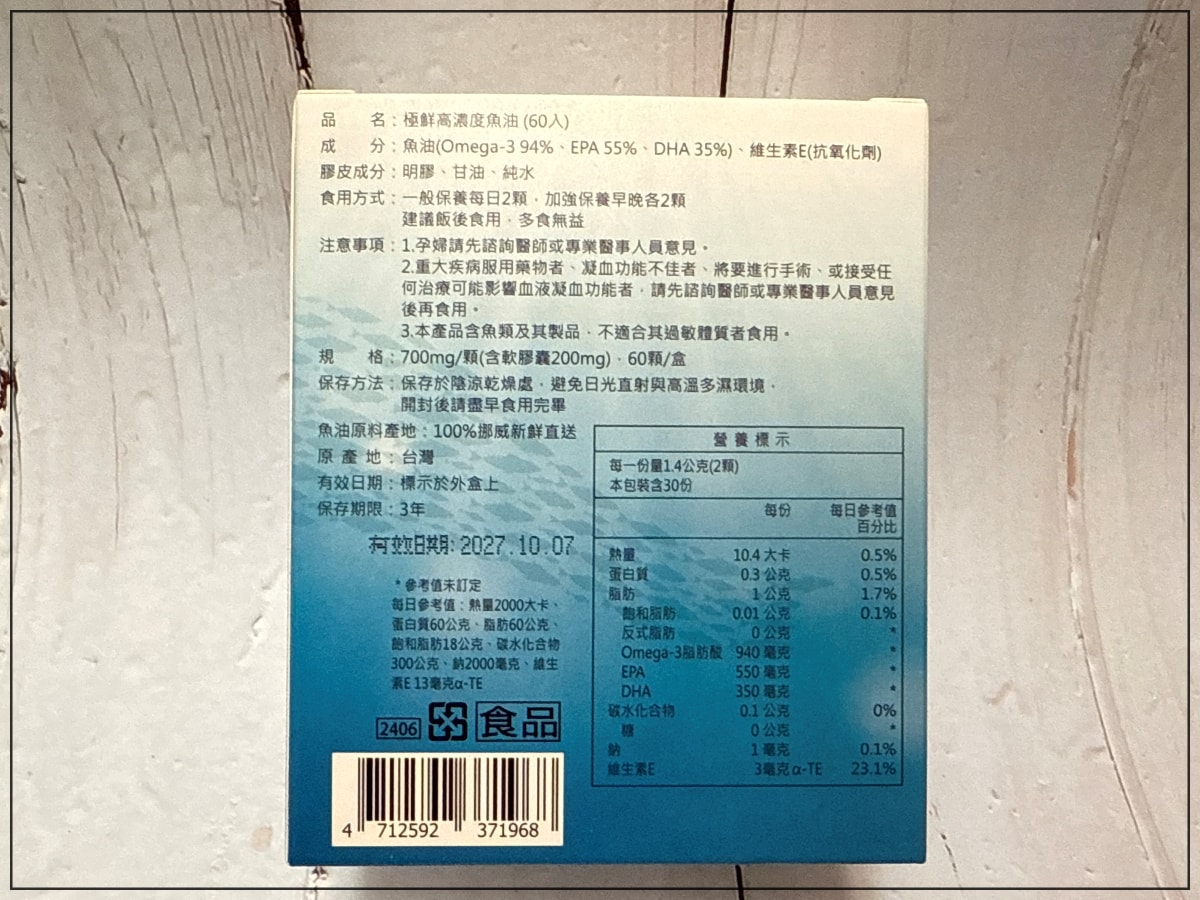 品　　名：極鮮高濃度魚油 (60入)
成　　分：魚油(Omega-3 94%、EPA 55%、DHA 35%)、維生素E(抗氧化劑)
膠皮成分：明膠、甘油、純水
食用方式：一般保養每日2顆，加強保養早晚各2顆
建議飯後食用，多食無益
注意事項：1.孕婦請先諮詢醫師或專業醫事人員意見。
2.重大疾病服用藥物者、凝血功能不佳者、將要進行手術、或接受任
何治療可能影響血液凝血功能者，請先諮詢醫師或專業醫事人員意見
後再食用。
3.本產品含魚類及其製品，不適合其過敏體質者食用。
規　　格：700mg/顆(含軟膠囊200mg)，60顆/盒
保存方法：保存於陰涼乾燥處，避免日光直射與高溫多濕環境，
開封後請盡早食用完畢
魚油原料產地：100%挪威新鮮直送
原 產 地：台灣
有效日期：標示於外盒上
保存期限：3年
有效日期: 2027.10.07
*參考值未訂定
每日參考值：熱量2000大卡、
蛋白質60公克、脂肪60公克、
飽和脂肪18公克、碳水化合物
300公克、鈉2000毫克、維生
素E 13毫克α-TE
2406 食品
4 712592 371968
營養標示
每一份量1.4公克(2顆)
本包裝含30份
每份 每日參考值
百分比
熱量 10.4 大卡 0.5%
蛋白質 0.3 公克 0.5%
脂肪 1 公克 1.7%
飽和脂肪 0.01 公克 0.1%
反式脂肪 0 公克 *
Omega-3脂肪酸 940 毫克 *
EPA 550 毫克 *
DHA 350 毫克 *
碳水化合物 0.1 公克 0%
糖 0 公克 *
鈉 1 毫克 0.1%
維生素E 3毫克α-TE 23.1%